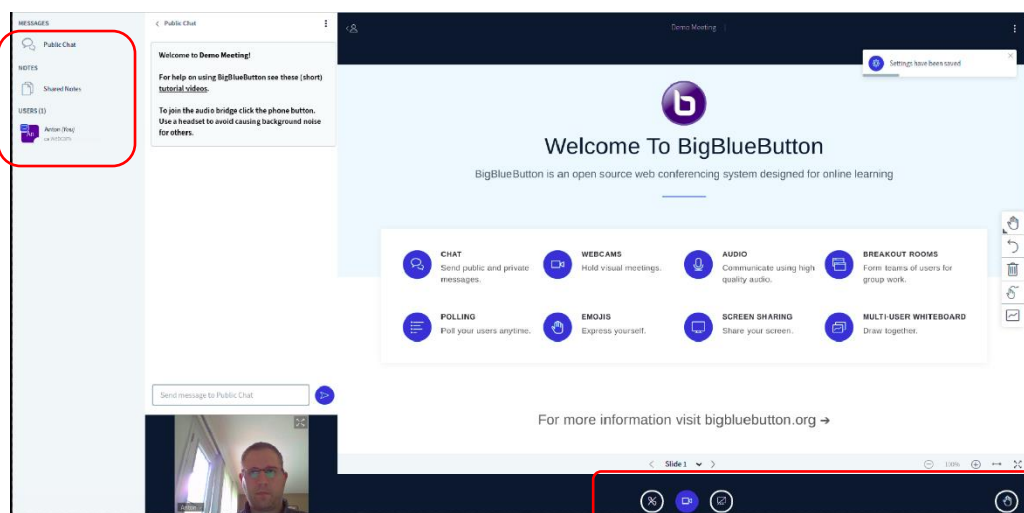 MESSAGES
Public Chat
NOTES
Shared Notes
USERS (1)
An
Anton (You)
< Public Chat
Welcome to Demo Meeting!
For help on using BigBlueButton see these (short)
tutorial videos.
To join the audio bridge click the phone button.
Use a headset to avoid causing background noise
for others.
Send message to Public Chat
Anton
Demo Meeting
Settings have been saved
b
Welcome To BigBlueButton
BigBlueButton is an open source web conferencing system designed for online learning
CHAT
Send public and private
messages.
WEBCAMS
Hold visual meetings.
AUDIO
Communicate using high
quality audio.
BREAKOUT ROOMS
Form teams of users for
group work.
POLLING
Poll your users anytime.
EMOJIS
Express yourself.
SCREEN SHARING
Share your screen.
MULTI-USER WHITEBOARD
Draw together.
For more information visit bigbluebutton.org →
< Slide 1 >
100%